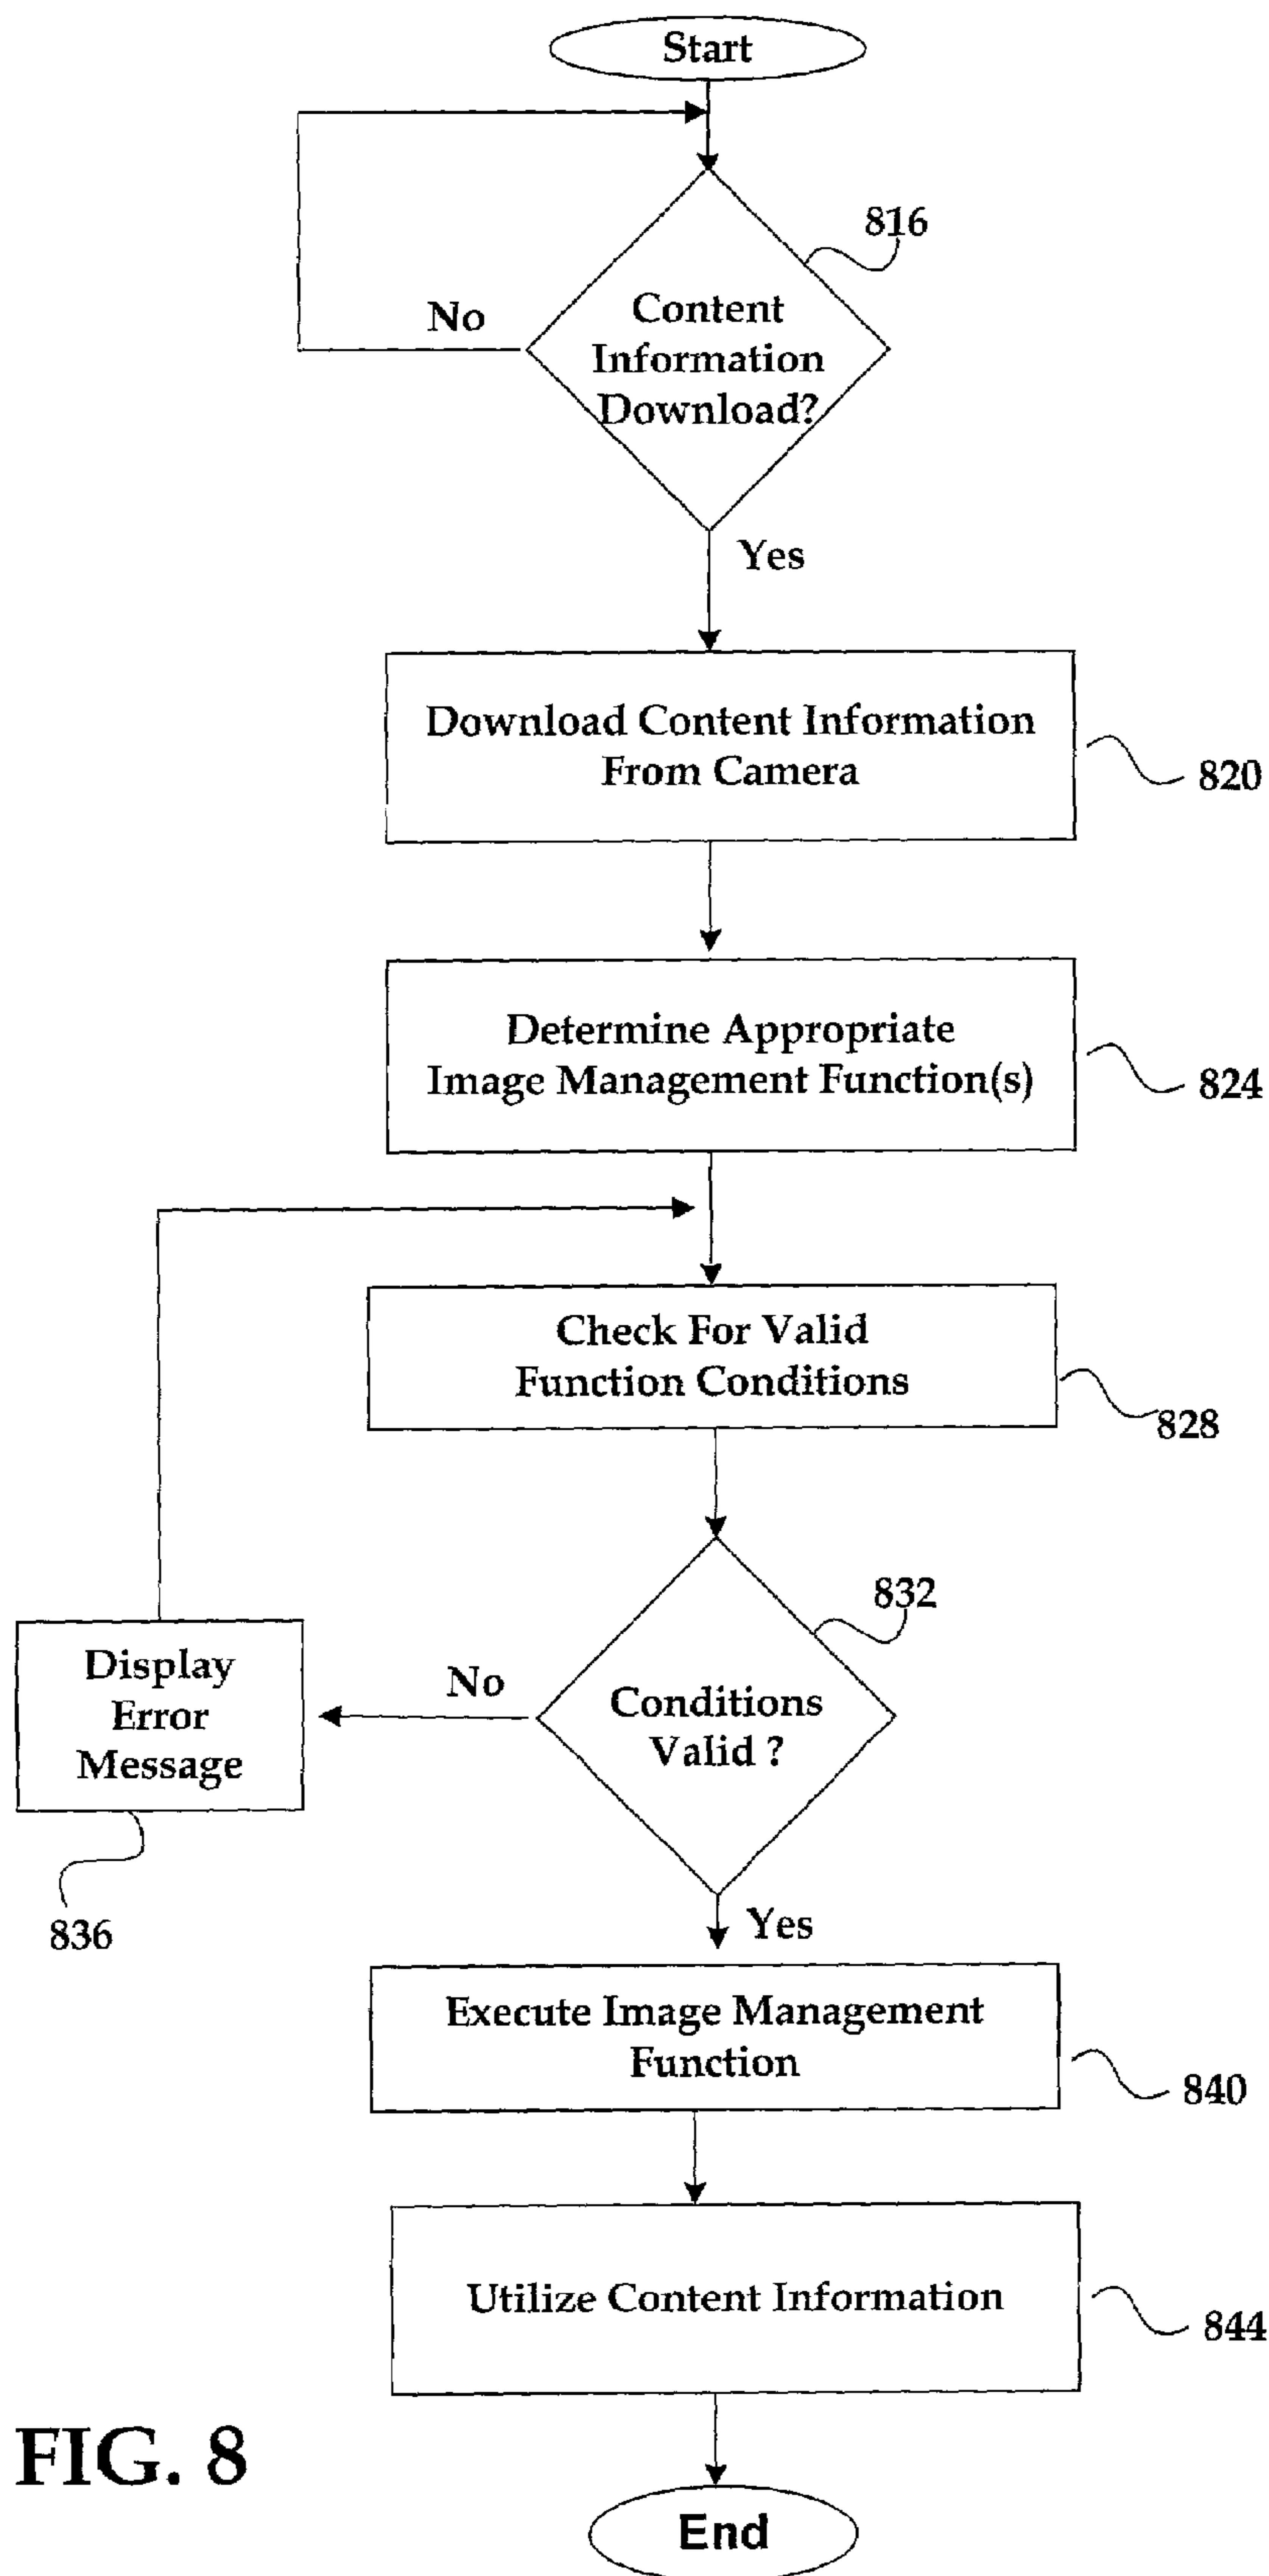 Start
816
No
Content
Information
Download?
Yes
Download Content Information
From Camera
820
Determine Appropriate
Image Management Function(s)
824
Check For Valid
Function Conditions
828
832
Display
Error
Message
No
Conditions
Valid ?
836
Yes
Execute Image Management
Function
840
Utilize Content Information
844
FIG. 8
End